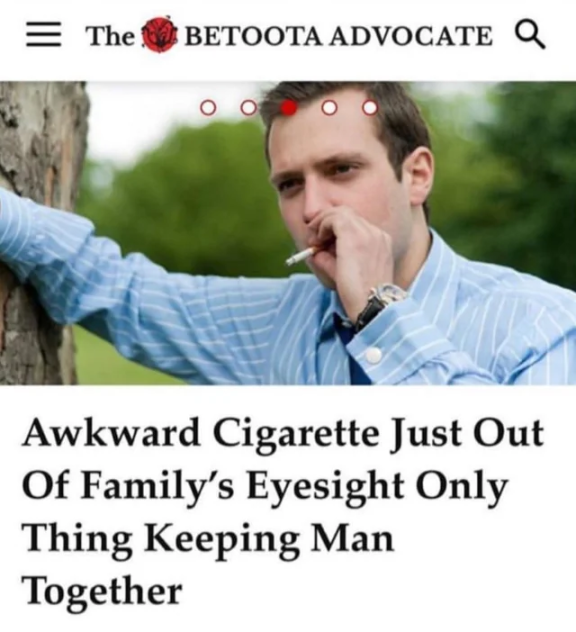 The BETOOTA ADVOCATE
Awkward Cigarette Just Out
Of Family's Eyesight Only
Thing Keeping Man
Together